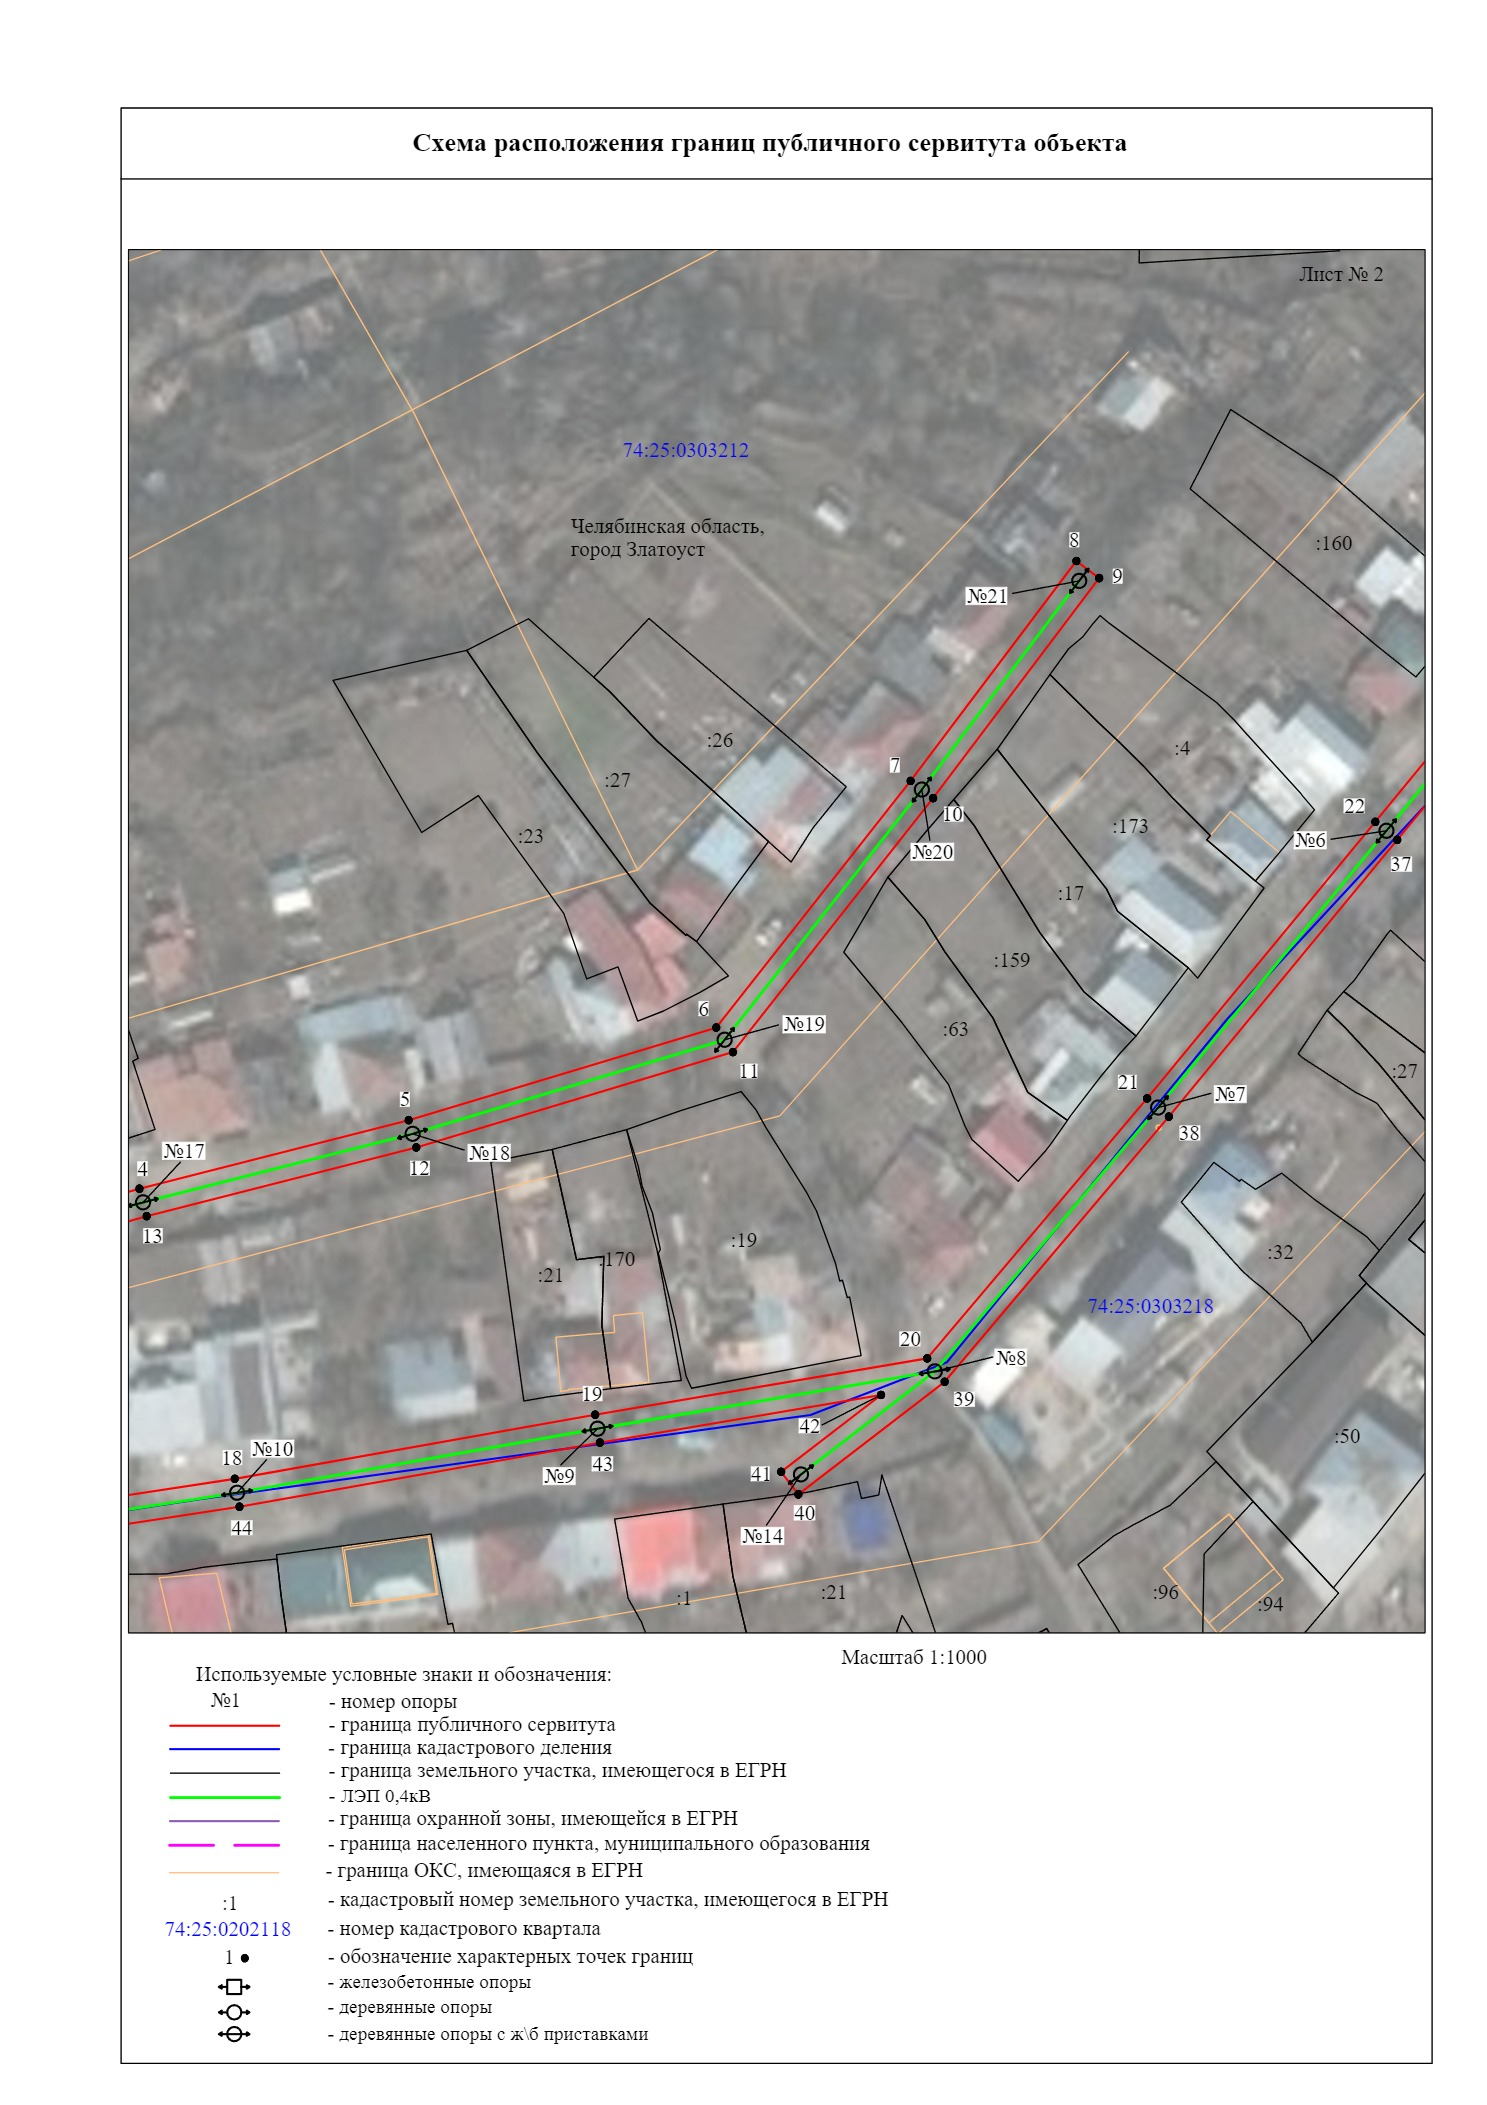 Схема расположения границ публичного сервитута объекта
Лист № 2
74:25:0303212
Челябинская область,
город Златоуст
:160
8
9
№21
:26
:4
7
:27
10
:173
22
№6
:23
№20
37
:17
:159
6
№19
:63
11
:27
21
№7
5
38
№18
№17
4
12
13
:19
:32
:170
:21
74:25:0303218
20
№8
19
39
42
:50
№10
18
43
№9
41
40
44
№14
:1
:21
:96
:94
Масштаб 1:1000
Используемые условные знаки и обозначения:
№1 - номер опоры
- граница публичного сервитута
- граница кадастрового деления
- граница земельного участка, имеющегося в ЕГРН
- ЛЭП 0,4кВ
- граница охранной зоны, имеющейся в ЕГРН
- граница населенного пункта, муниципального образования
- граница ОКС, имеющаяся в ЕГРН
:1 - кадастровый номер земельного участка, имеющегося в ЕГРН
74:25:0202118 - номер кадастрового квартала
1 - обозначение характерных точек границ
- железобетонные опоры
- деревянные опоры
- деревянные опоры с ж\б приставками